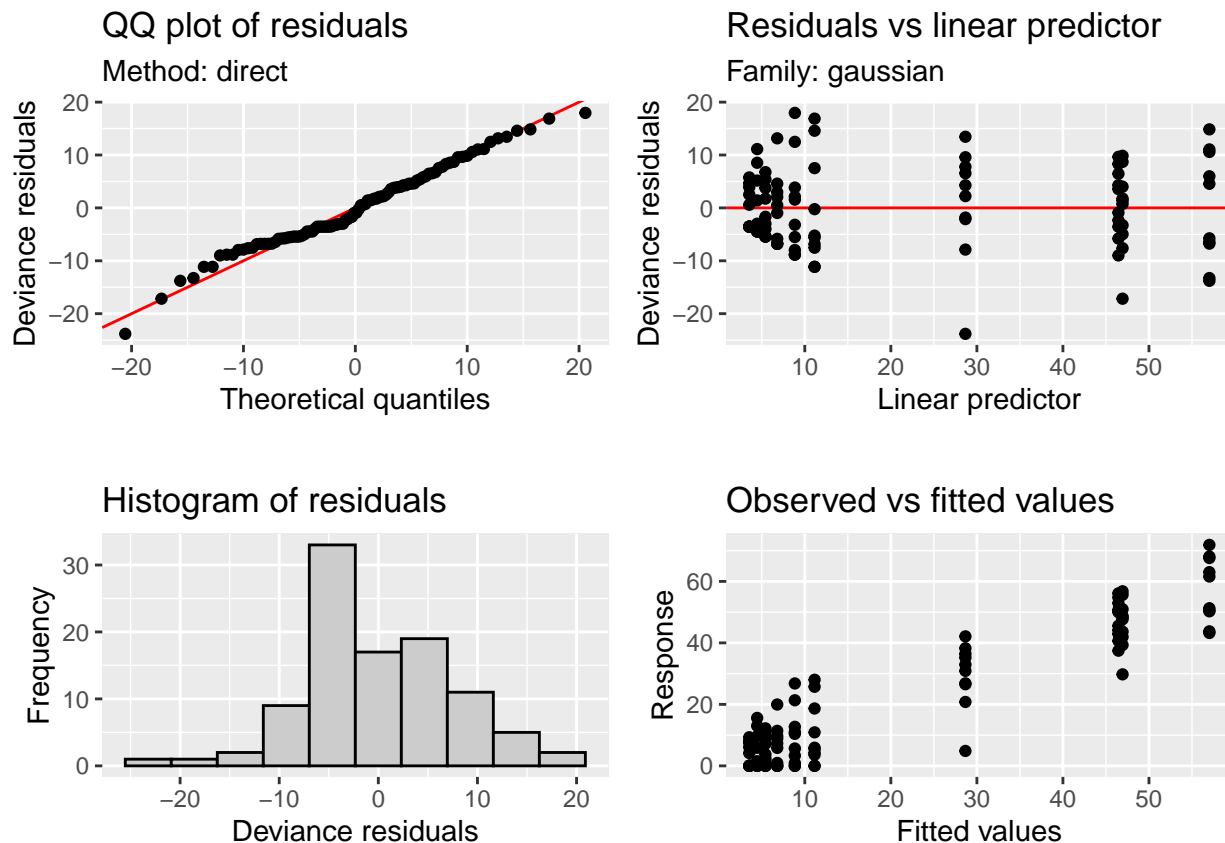 QQ plot of residuals
Method: direct
Deviance residuals
20
10
0
−10
−20
−20
−10
0
10
20
Theoretical quantiles
Residuals vs linear predictor
Family: gaussian
Deviance residuals
20
10
0
−10
−20
10
20
30
40
50
Linear predictor
Histogram of residuals
Frequency
30
20
10
0
−20
−10
0
10
20
Deviance residuals
Observed vs fitted values
Response
60
40
20
0
10
20
30
40
50
Fitted values